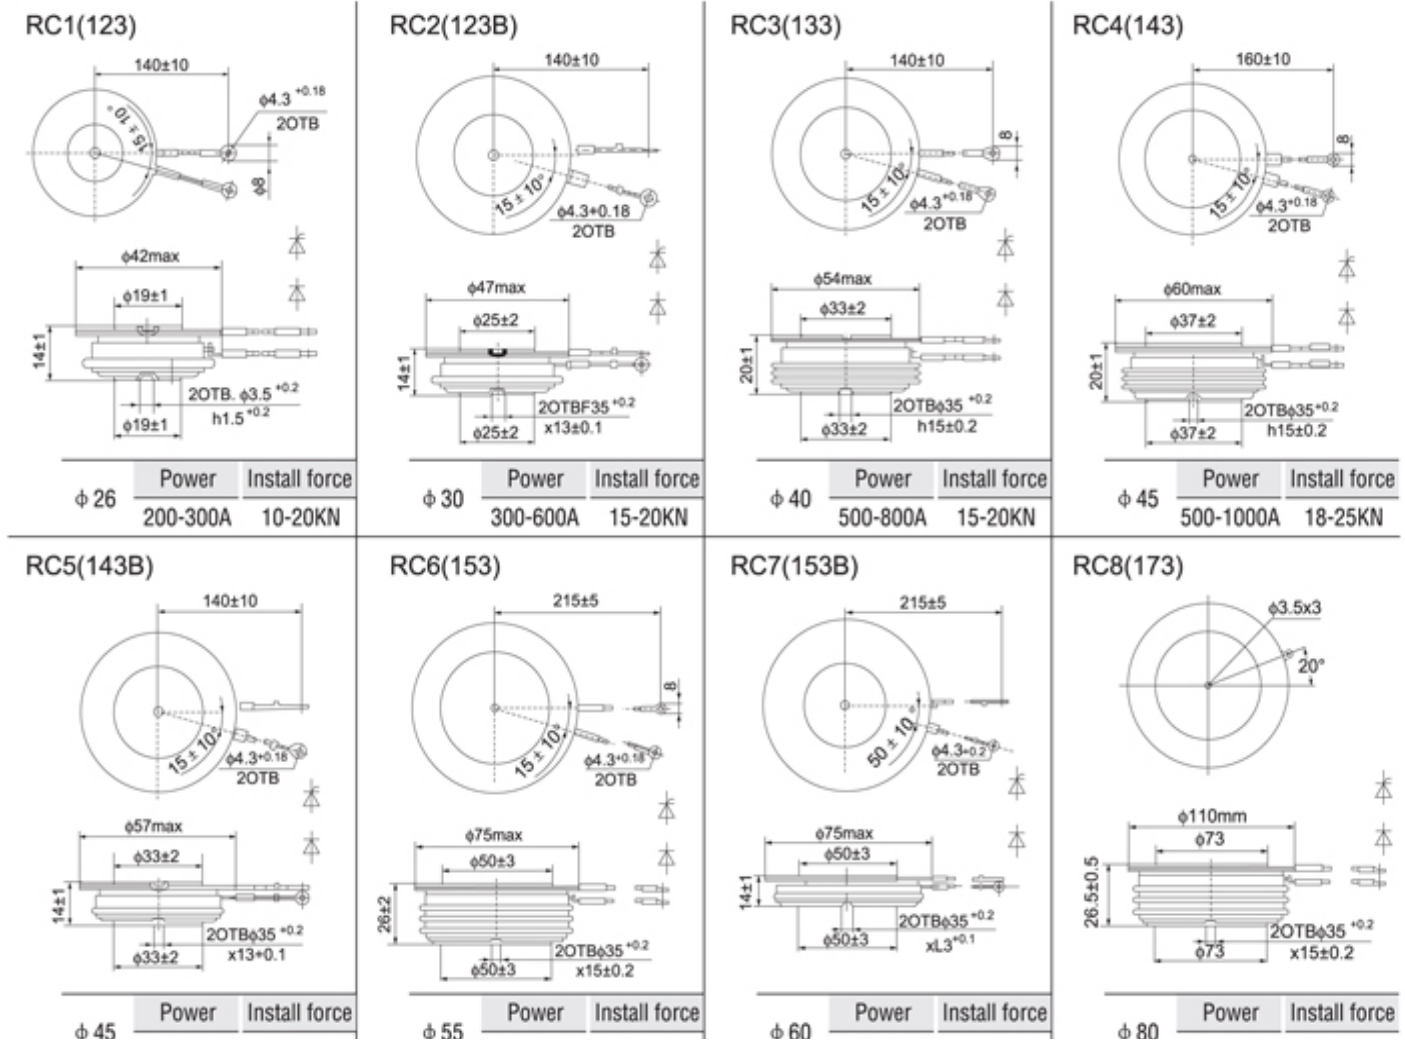 RC1(123)
140±10
φ4.3 +0.18
2OTB
15±10°
φ8
φ42max
φ19±1
14±1
2OTB. φ3.5 +0.2
h1.5 +0.2
φ19±1
φ 26
Power
Install force
200-300A
10-20KN
RC2(123B)
140±10
15±10°
φ4.3+0.18
2OTB
φ47max
φ25±2
14±1
2OTBF35 +0.2
x13±0.1
φ25±2
φ 30
Power
Install force
300-600A
15-20KN
RC3(133)
140±10
8
15±10°
φ4.3+0.18
2OTB
φ54max
φ33±2
20±1
2OTBφ35 +0.2
h15±0.2
φ33±2
φ 40
Power
Install force
500-800A
15-20KN
RC4(143)
160±10
8
15±10°
φ4.3+0.18
2OTB
φ60max
φ37±2
20±1
2OTBφ35 +0.2
h15±0.2
φ37±2
φ 45
Power
Install force
500-1000A
18-25KN
RC5(143B)
140±10
15±10°
φ4.3+0.18
2OTB
φ57max
φ33±2
14±1
2OTBφ35 +0.2
x13+0.1
φ33±2
φ 45
Power
Install force
RC6(153)
215±5
8
15±10°
φ4.3+0.18
2OTB
φ75max
φ50±3
26±2
2OTBφ35 +0.2
x15±0.2
φ50±3
φ 55
Power
Install force
RC7(153B)
215±5
50±10°
φ4.3+0.2
2OTB
φ75max
φ50±3
14±1
2OTBφ35 +0.2
xL3+0.1
φ50±3
φ 60
Power
Install force
RC8(173)
φ3.5x3
20°
φ110mm
φ73
26.5±0.5
2OTBφ35 +0.2
x15±0.2
φ73
φ 80
Power
Install force